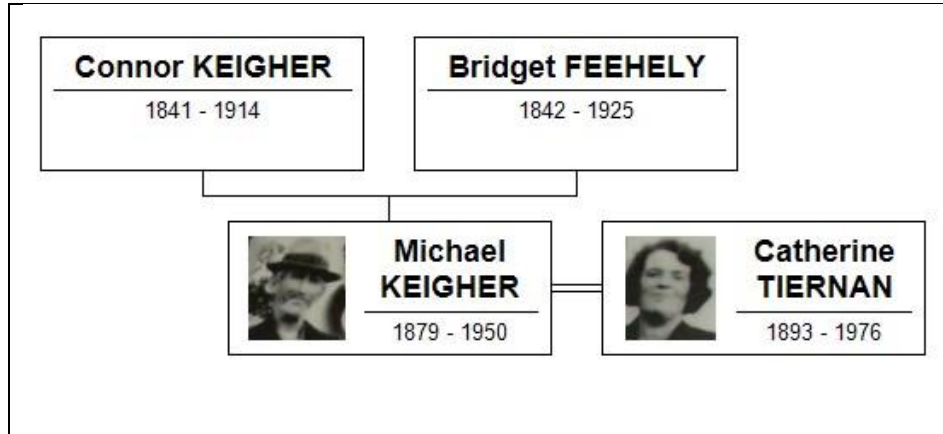 Connor KEIGHER
1841 - 1914
Bridget FEEHELY
1842 - 1925
Michael
KEIGHER
1879 - 1950
Catherine
TIERNAN
1893 - 1976